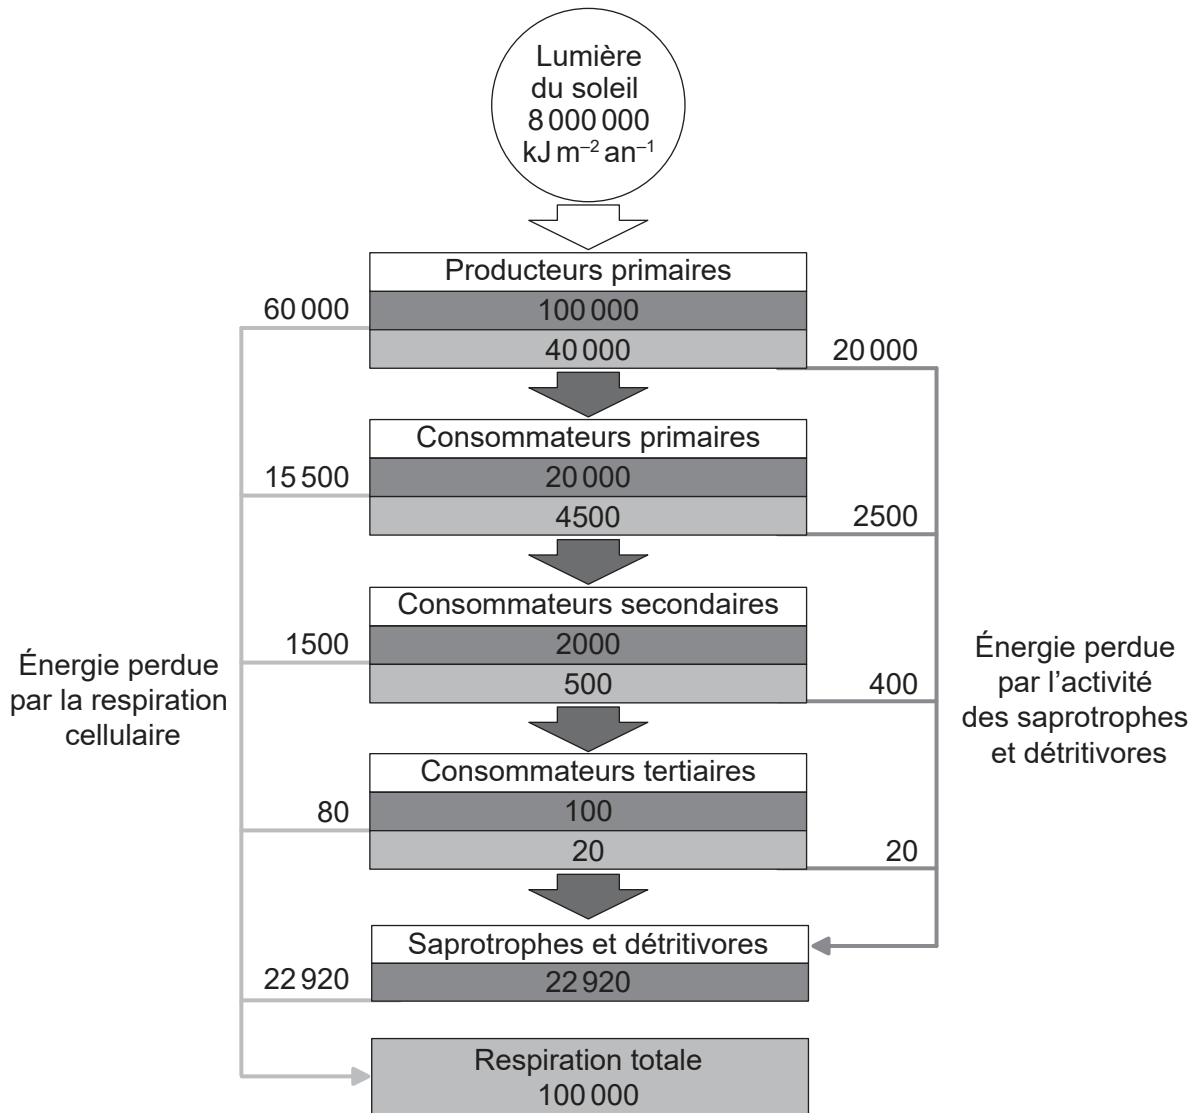 Lumière
du soleil
8 000 000
kJ m⁻² an⁻¹
Producteurs primaires
60 000
100 000
40 000
20 000
Consommateurs primaires
15 500
20 000
4500
2500
Consommateurs secondaires
1500
2000
500
400
Énergie perdue
par la respiration
cellulaire
Énergie perdue
par l’activité
des saprotrophes
et détritivores
Consommateurs tertiaires
80
100
20
20
Saprotrophes et détritivores
22 920
22 920
Respiration totale
100 000